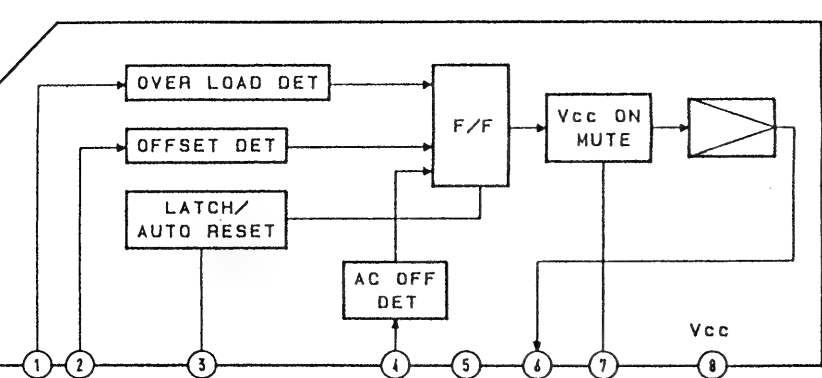 OVER LOAD DET
OFFSET DET
LATCH/
AUTO RESET
F/F
Vcc ON
MUTE
AC OFF
DET
Vcc
1 2 3 4 5 6 7 8